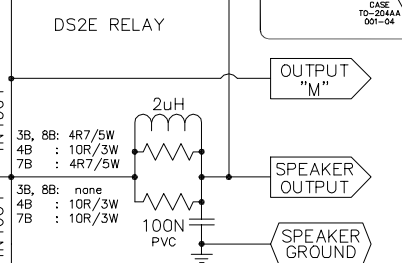 CASE
TO-204AA
001-04
DS2E RELAY
OUTPUT
"M"
2uH
3B, 8B: 4R7/5W
4B : 10R/3W
7B : 4R7/5W
3B, 8B: none
4B : 10R/3W
7B : 10R/3W
SPEAKER
OUTPUT
100N
PVC
SPEAKER
GROUND